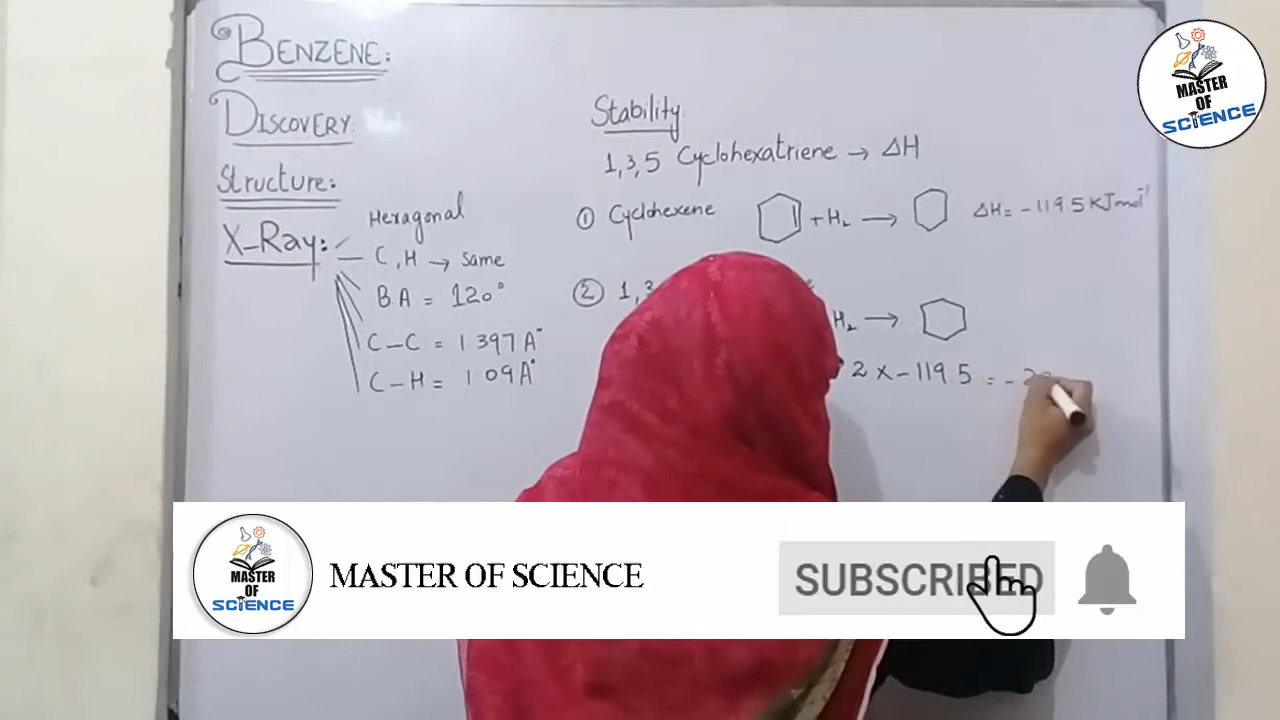 BENZENE:
DISCOVERY
Structure:
X-Ray:
Hexagonal
C, H → Same
B.A = 120°
C-C = 1.397A°
C-H = 1.09A°
Stability
1,3,5 Cyclohexatriene → ΔH
① Cyclohexene
+ H₂ →
ΔH = -119.5 KJmol⁻¹
② 1,3
H₂ →
2 x -119.5 = -
MASTER
OF
SCIENCE
MASTER
OF
SCIENCE
MASTER OF SCIENCE
SUBSCRIBED